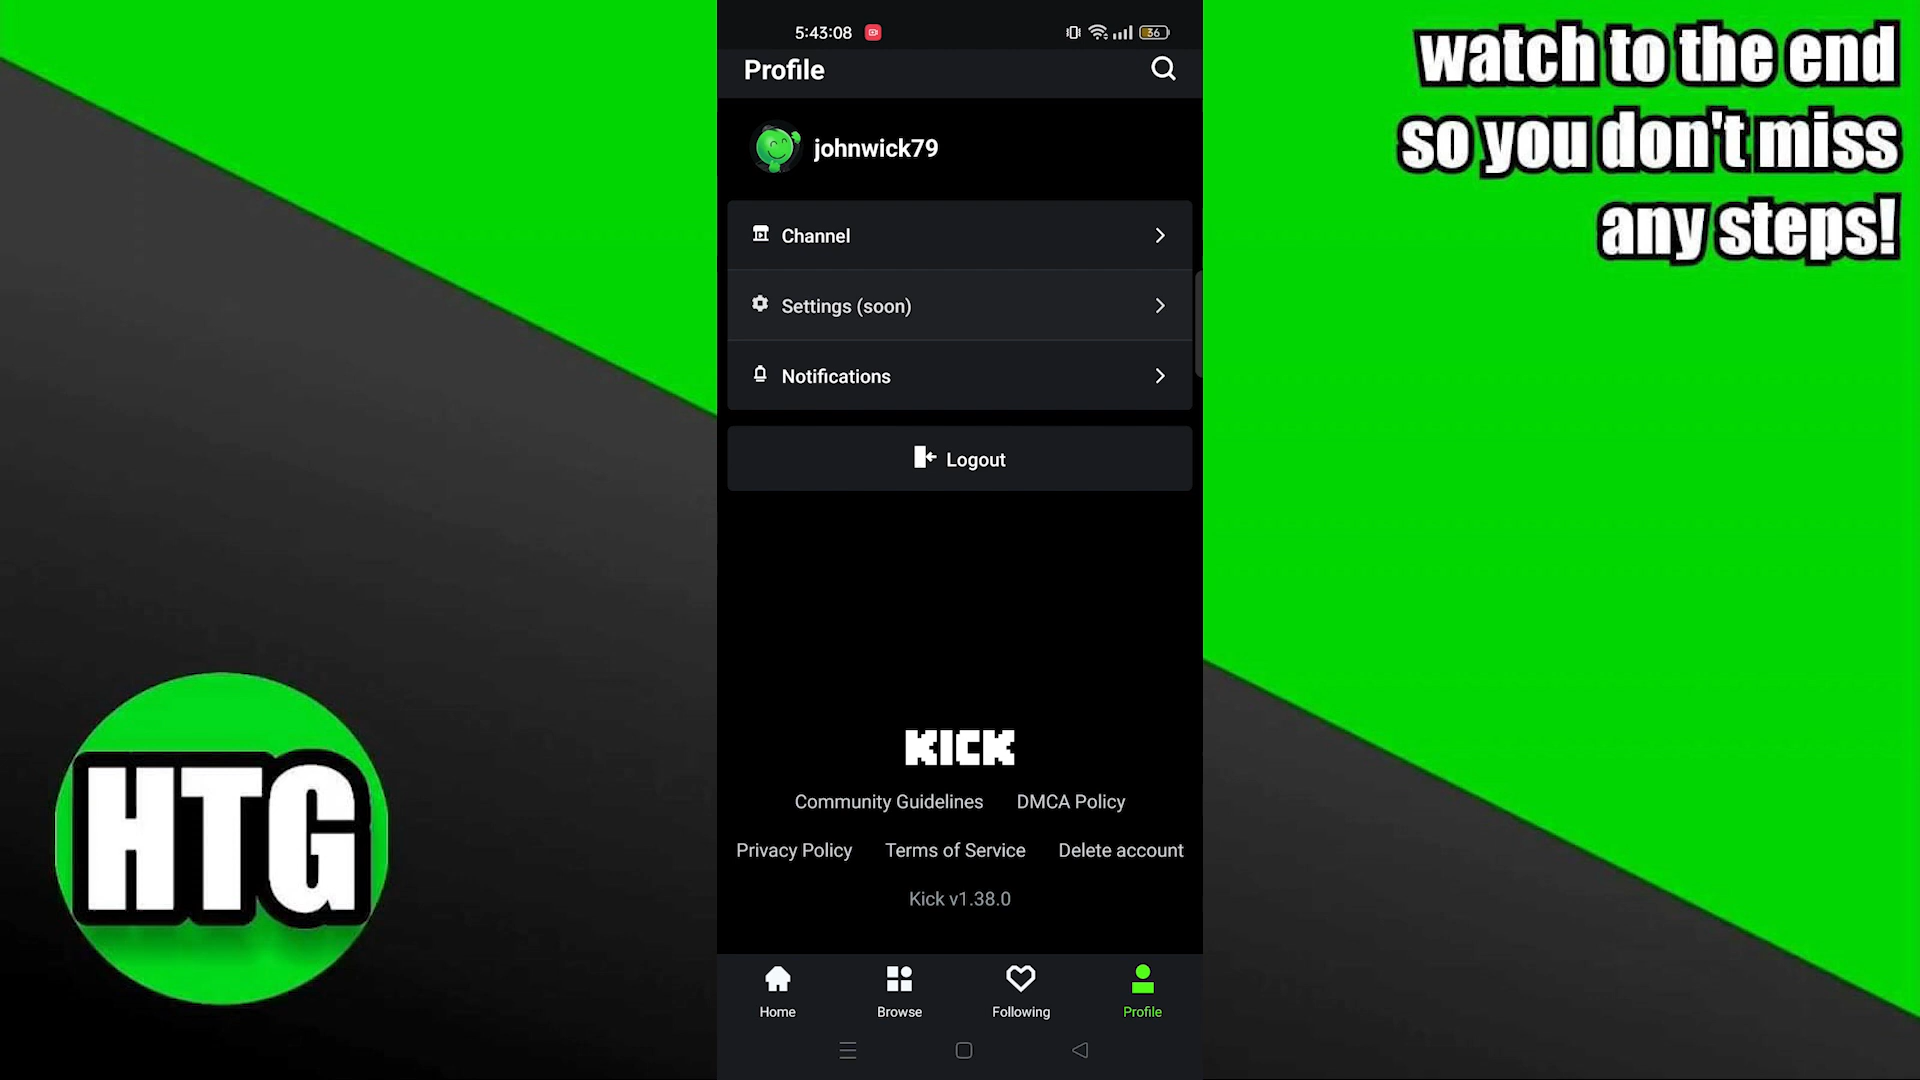 watch to the end
so you don't miss
any steps!
5:43:08
36
Profile
johnwick79
Channel
Settings (soon)
Notifications
Logout
KICK
Community Guidelines DMCA Policy
Privacy Policy Terms of Service Delete account
Kick v1.38.0
Home Browse Following Profile
HTG